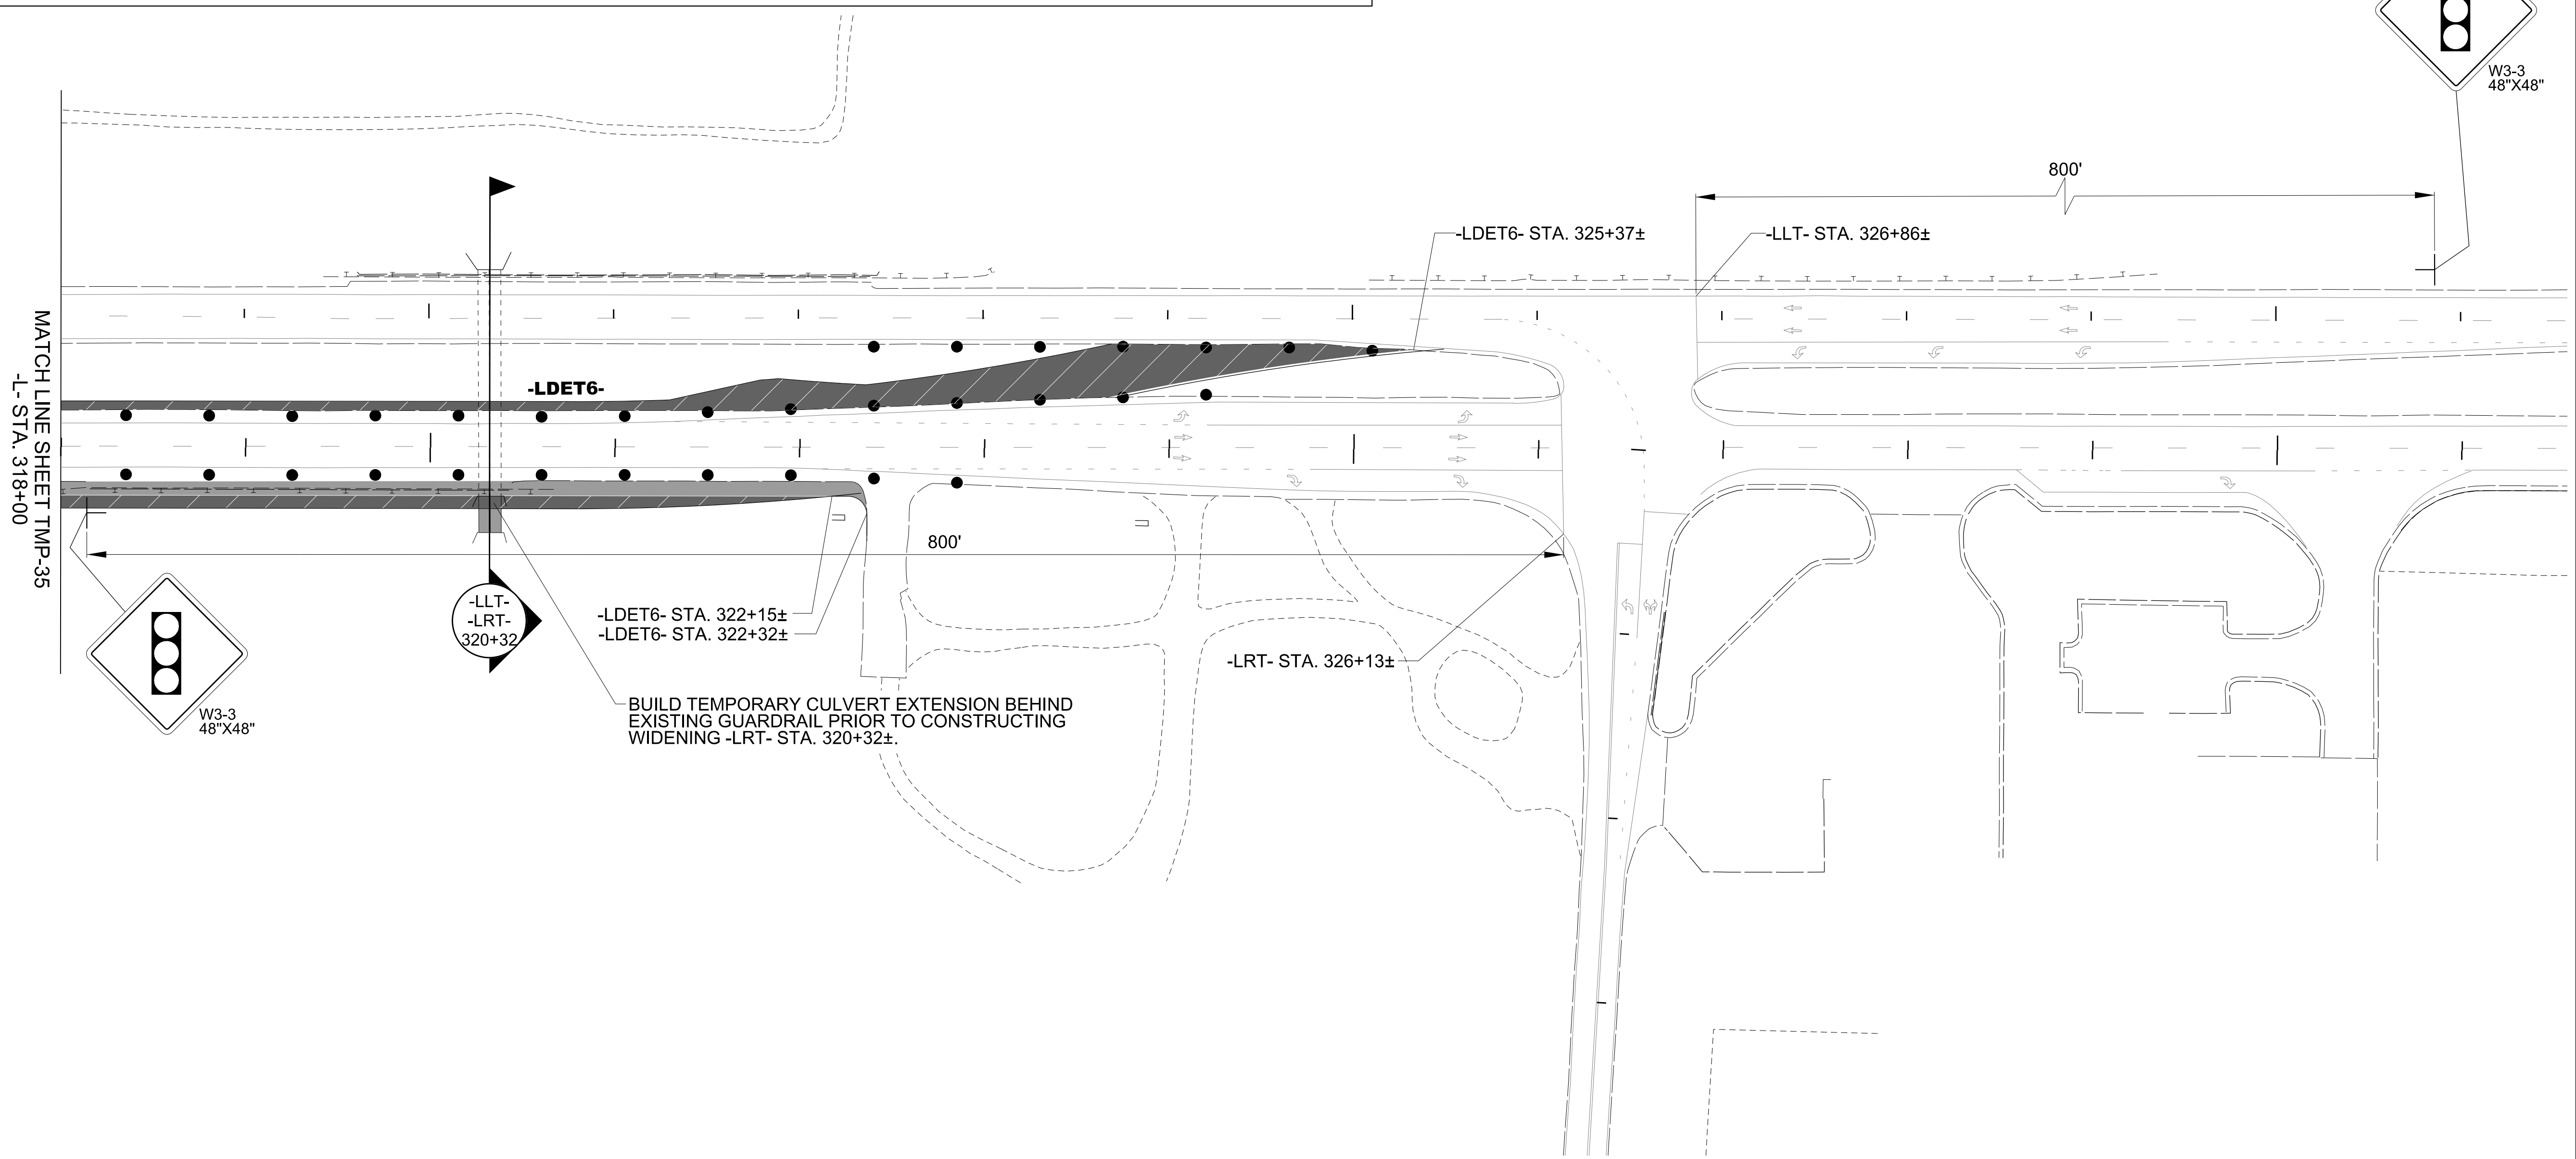 W3-3
48"X48"
800'
-LDET6- STA. 325+37±
-LLT- STA. 326+86±
MATCH LINE SHEET TMP-35
-L- STA. 318+00
-LDET6-
800'
-LLT-
-LRT-
320+32
-LDET6- STA. 322+15±
-LDET6- STA. 322+32±
-LRT- STA. 326+13±
W3-3
48"X48"
BUILD TEMPORARY CULVERT EXTENSION BEHIND
EXISTING GUARDRAIL PRIOR TO CONSTRUCTING
WIDENING -LRT- STA. 320+32±.